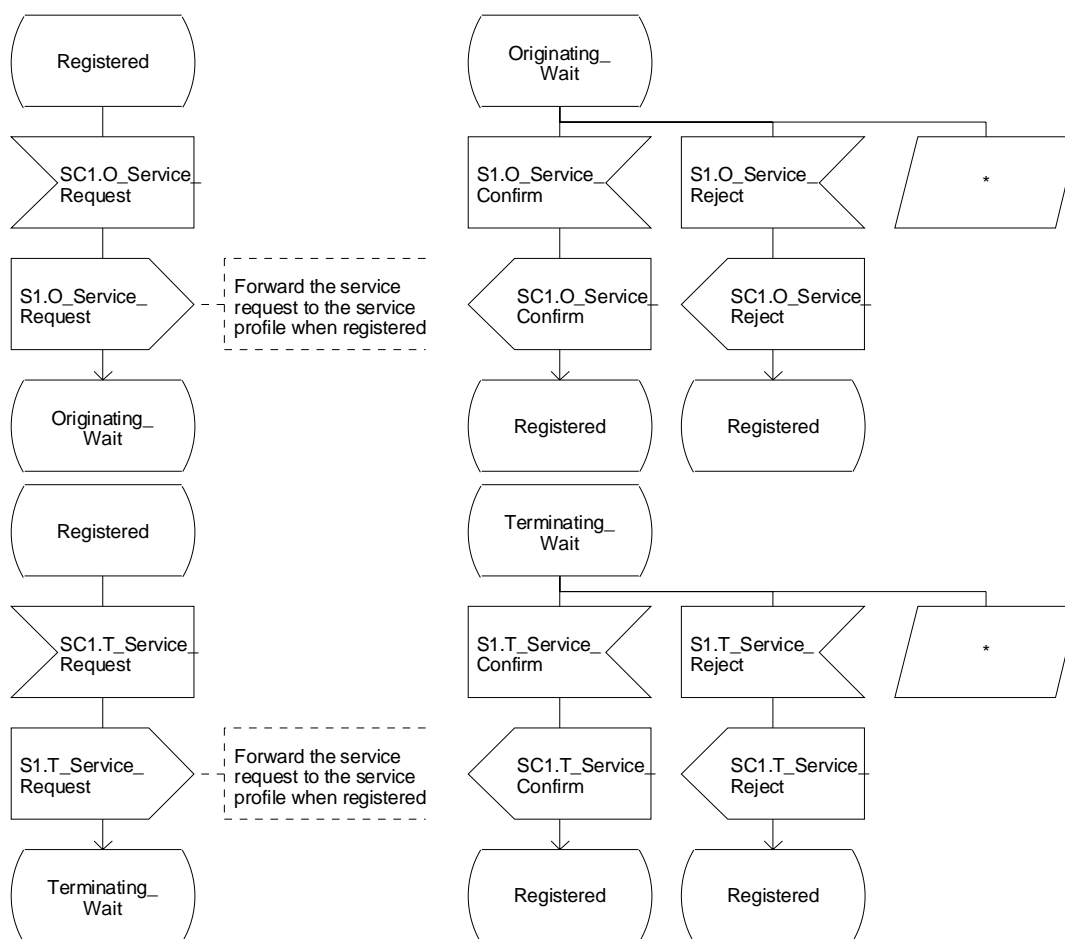 Registered
SC1.O_Service_
Request
S1.O_Service_
Request
Forward the service
request to the service
profile when registered
Originating_
Wait
Originating_
Wait
S1.O_Service_
Confirm
S1.O_Service_
Reject
*
SC1.O_Service_
Confirm
SC1.O_Service_
Reject
Registered
Registered
Registered
SC1.T_Service_
Request
S1.T_Service_
Request
Forward the service
request to the service
profile when registered
Terminating_
Wait
Terminating_
Wait
S1.T_Service_
Confirm
S1.T_Service_
Reject
*
SC1.T_Service_
Confirm
SC1.T_Service_
Reject
Registered
Registered